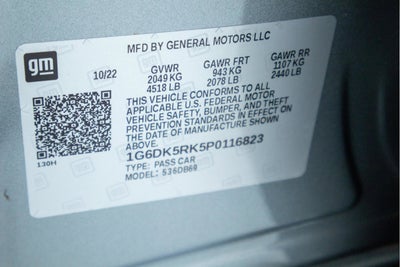 gm
MFD BY GENERAL MOTORS LLC
10/22 GVWR GAWR FRT GAWR RR
2049 KG 943 KG 1107 KG
4518 LB 2078 LB 2440 LB
THIS VEHICLE CONFORMS TO ALL
APPLICABLE U.S. FEDERAL MOTOR
VEHICLE SAFETY, BUMPER, AND THEFT
PREVENTION STANDARDS IN EFFECT ON
THE DATE OF MANUFACTURE SHOWN
ABOVE.
1G6DK5RK5P0116823
TYPE: PASS CAR
MODEL: 536DB69
130H